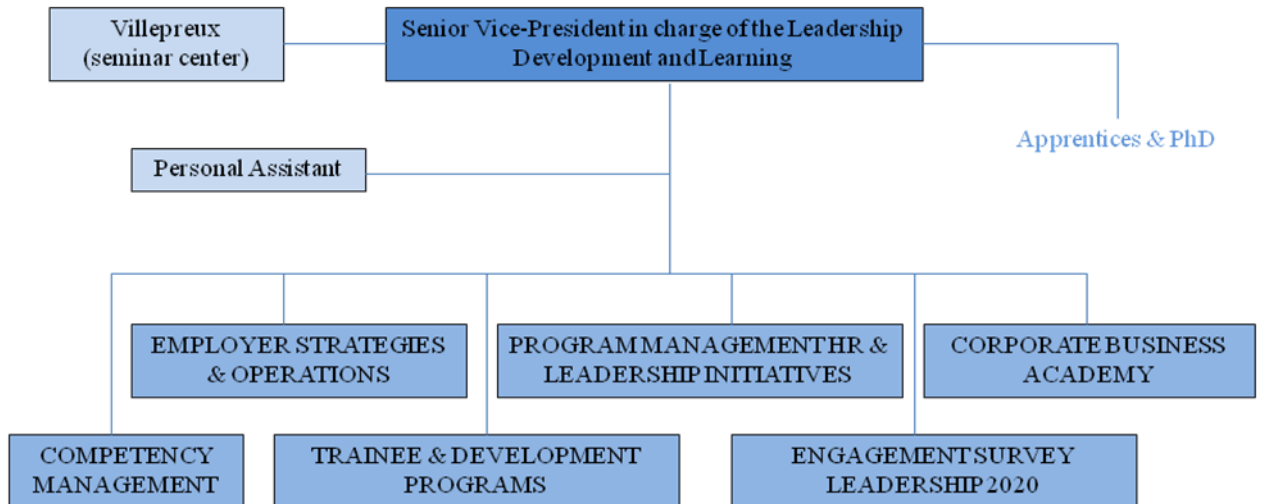 Villepreux
(seminar center)
Senior Vice-President in charge of the Leadership
Development and Learning
Apprentices & PhD
Personal Assistant
EMPLOYER STRATEGIES
& OPERATIONS
PROGRAM MANAGEMENT HR &
LEADERSHIP INITIATIVES
CORPORATE BUSINESS
ACADEMY
COMPETENCY
MANAGEMENT
TRAINEE & DEVELOPMENT
PROGRAMS
ENGAGEMENT SURVEY
LEADERSHIP 2020